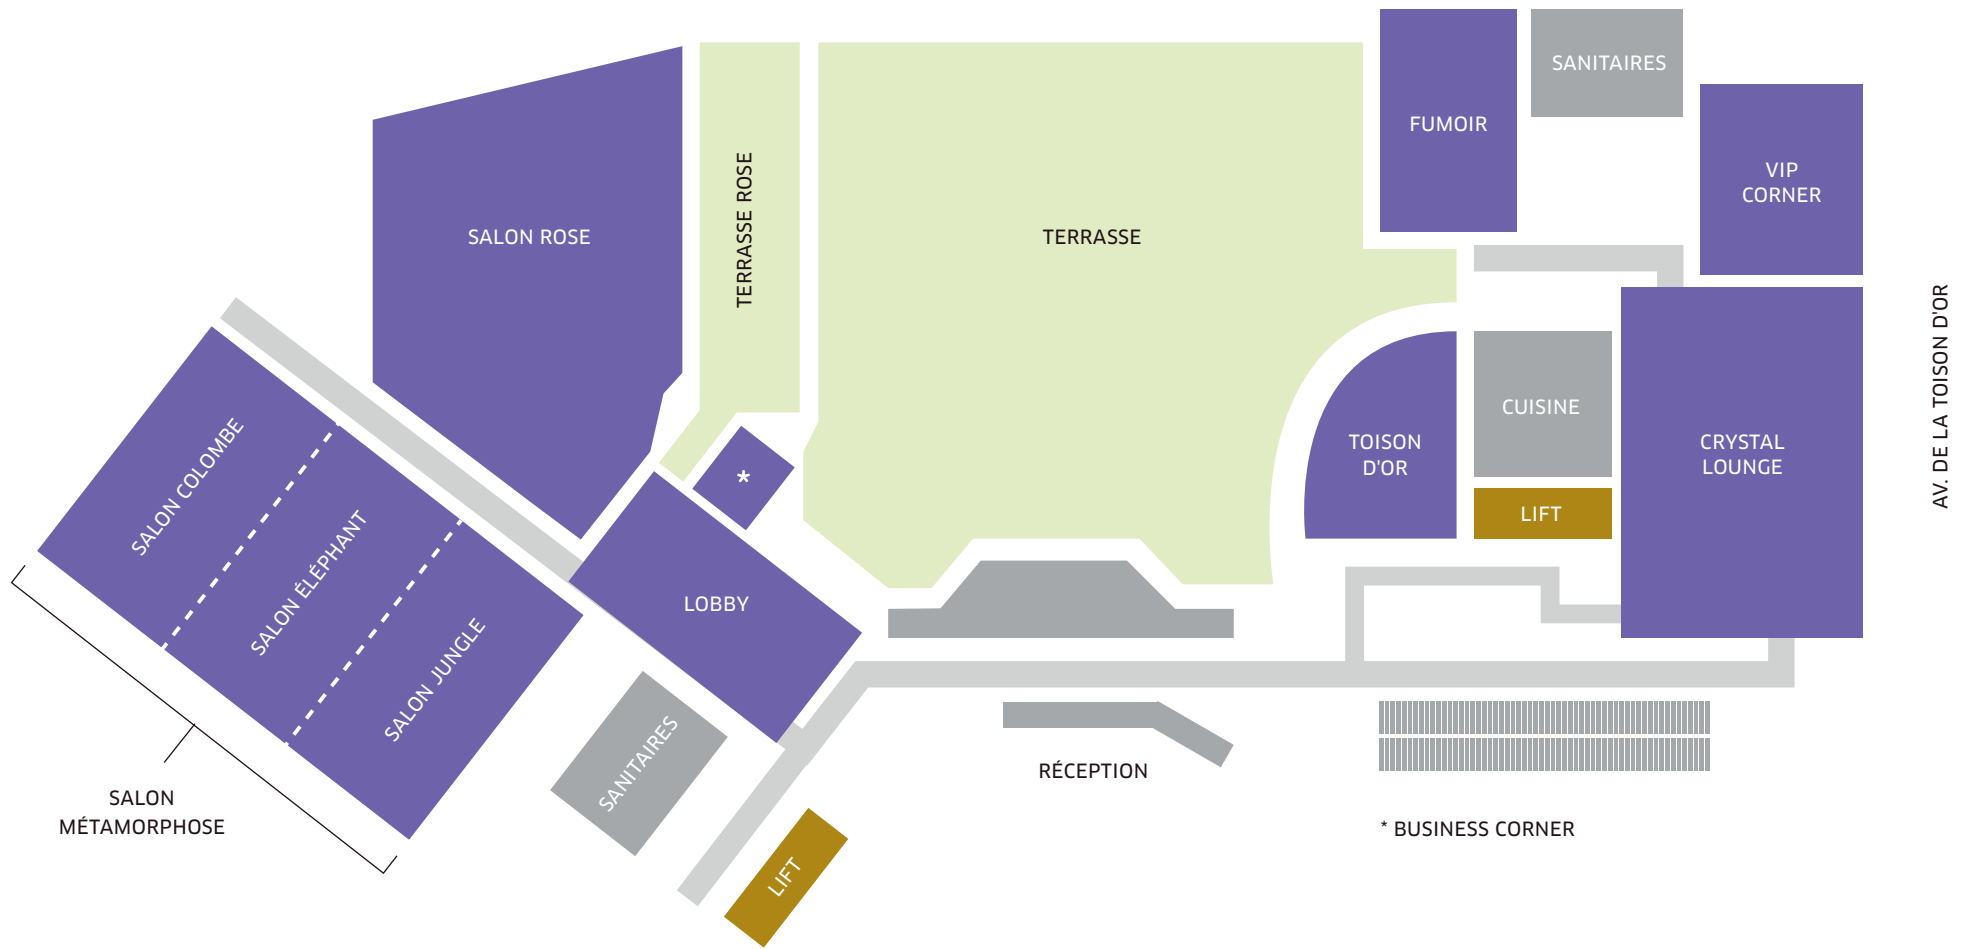 FUMOIR
SANITAIRES
VIP
CORNER
SALON ROSE
TERRASSE ROSE
TERRASSE
AV. DE LA TOISON D'OR
CUISINE
TOISON
D'OR
CRYSTAL
LOUNGE
LIFT
SALON COLOMBE
SALON ÉLÉPHANT
SALON JUNGLE
*
LOBBY
SANITAIRES
SALON
MÉTAMORPHOSE
RÉCEPTION
LIFT
* BUSINESS CORNER